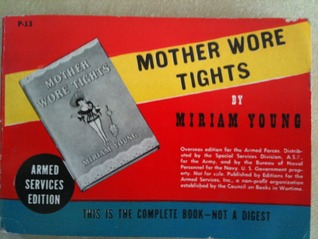 P-13
MOTHER WORE
TIGHTS
BY
MIRIAM YOUNG
MOTHER
WORE TIGHTS
MIRIAM YOUNG
Overseas edition for the Armed Forces. Distrib-
uted by the Special Services Division, A.S.F.,
for the Army, and by the Bureau of Naval
Personnel for the Navy. U. S. Government prop-
erty. Not for sale. Published by Editions for the
Armed Services, Inc., a non-profit organization
established by the Council on Books in Wartime.
ARMED
SERVICES
EDITION
THIS IS THE COMPLETE BOOK—NOT A DIGEST